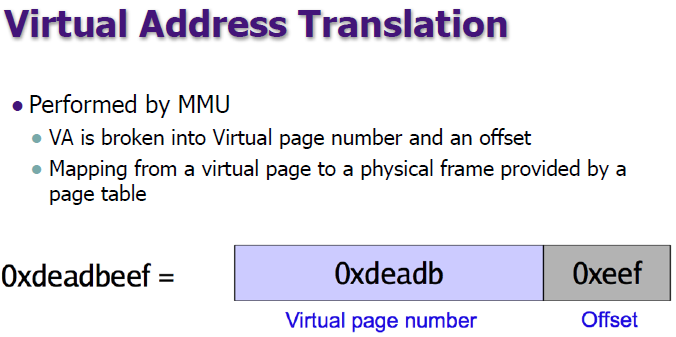 Virtual Address Translation
• Performed by MMU
• VA is broken into Virtual page number and an offset
• Mapping from a virtual page to a physical frame provided by a
page table
0xdeadbeef = 0xdeadb 0xeef
Virtual page number Offset